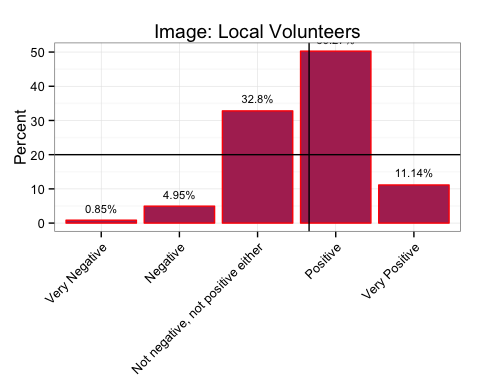 Image: Local Volunteers
Percent
50
40
30
20
10
0
0.85%
4.95%
32.8%
11.14%
Very Negative
Negative
Not negative, not positive either
Positive
Very Positive